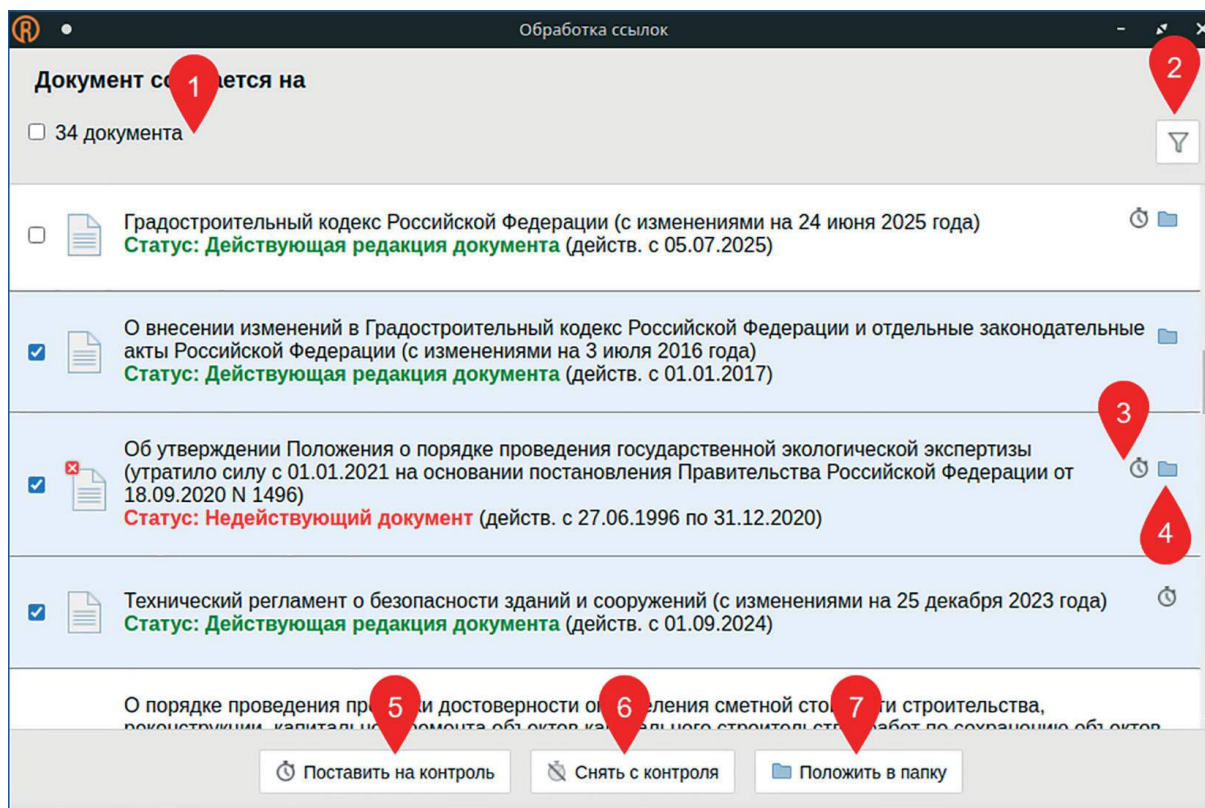 Обработка ссылок
Документ
ается на
1
2
34 документа
Градостроительный кодекс Российской Федерации (с изменениями на 24 июня 2025 года)
Статус: Действующая редакция документа (действ. с 05.07.2025)
О внесении изменений в Градостроительный кодекс Российской Федерации и отдельные законодательные
акты Российской Федерации (с изменениями на 3 июля 2016 года)
Статус: Действующая редакция документа (действ. с 01.01.2017)
3
Об утверждении Положения о порядке проведения государственной экологической экспертизы
(утратило силу с 01.01.2021 на основании постановления Правительства Российской Федерации от
18.09.2020 N 1496)
Статус: Недействующий документ (действ. с 27.06.1996 по 31.12.2020)
4
Технический регламент о безопасности зданий и сооружений (с изменениями на 25 декабря 2023 года)
Статус: Действующая редакция документа (действ. с 01.09.2024)
О порядке проведения достоверности сметной строительства,
5
6
7
Поставить на контроль
Снять с контроля
Положить в папку